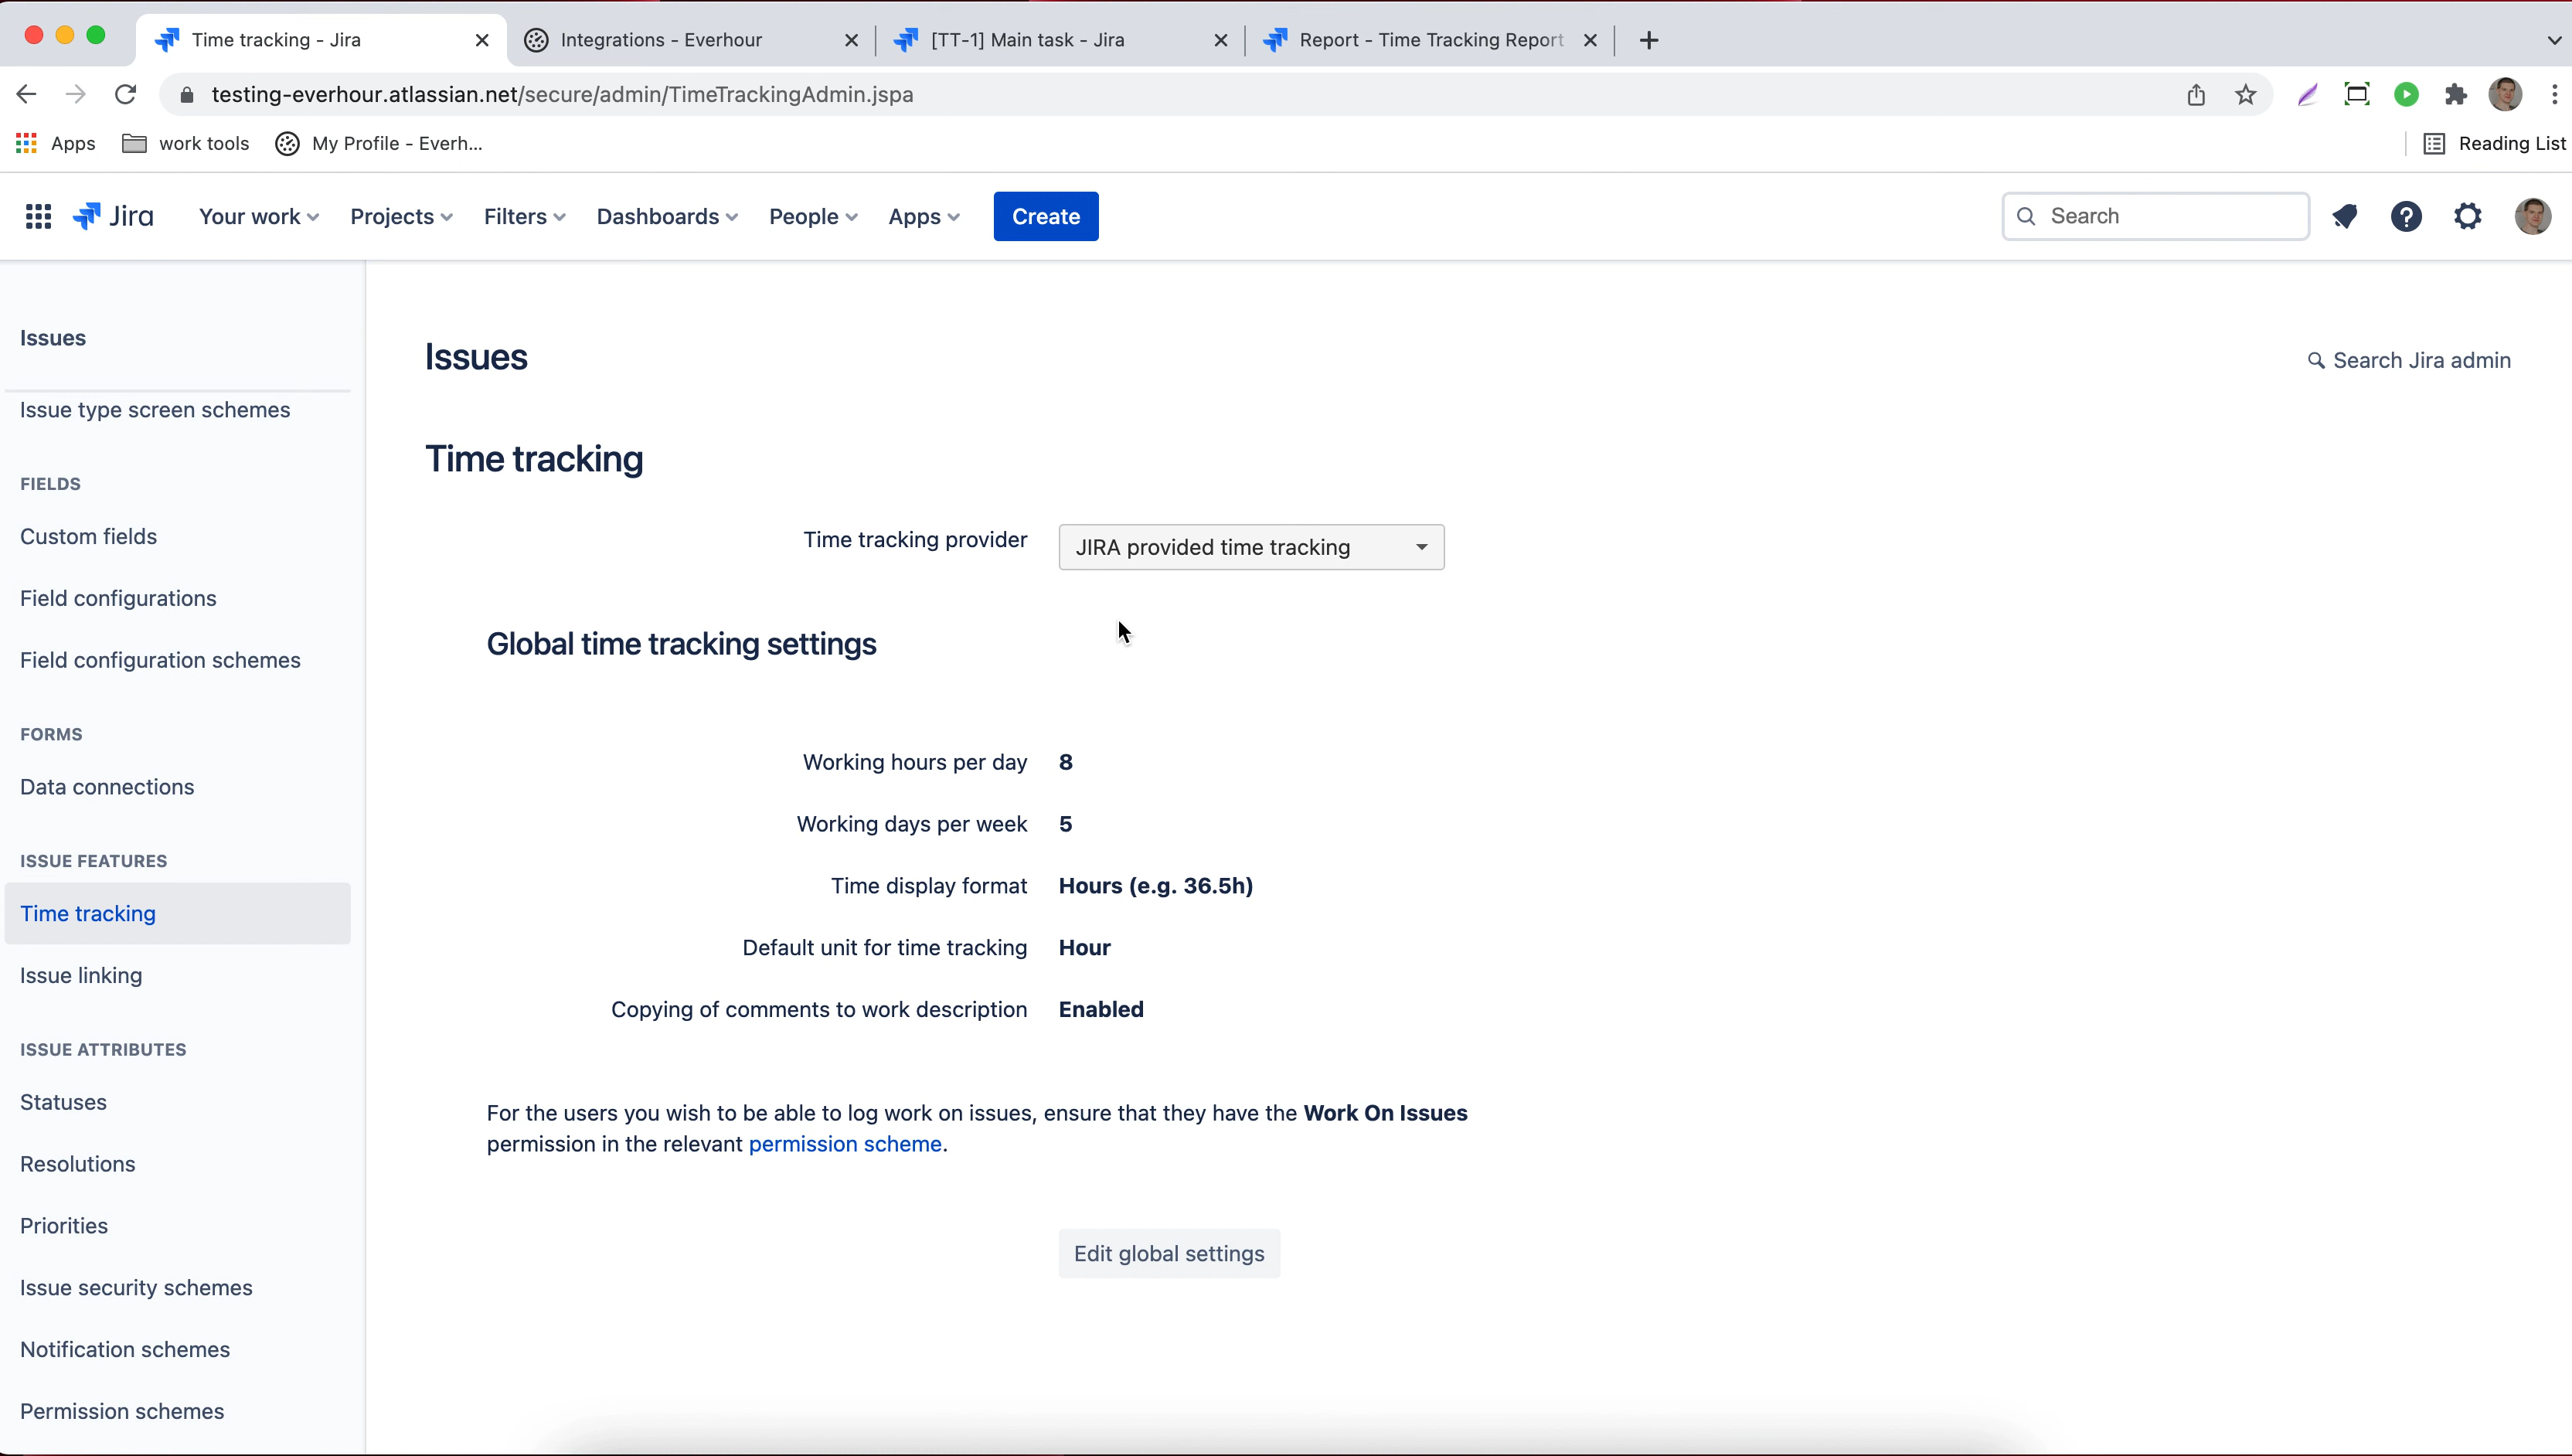 Time tracking - Jira
Integrations - Everhour
[TT-1] Main task - Jira
Report - Time Tracking Report
testing-everhour.atlassian.net/secure/admin/TimeTrackingAdmin.jspa
Apps
work tools
My Profile - Everh...
Reading List
Jira
Your work
Projects
Filters
Dashboards
People
Apps
Create
Search
Issues
Issue type screen schemes
FIELDS
Custom fields
Field configurations
Field configuration schemes
FORMS
Data connections
ISSUE FEATURES
Time tracking
Issue linking
ISSUE ATTRIBUTES
Statuses
Resolutions
Priorities
Issue security schemes
Notification schemes
Permission schemes
Issues
Search Jira admin
Time tracking
Time tracking provider JIRA provided time tracking
Global time tracking settings
Working hours per day 8
Working days per week 5
Time display format Hours (e.g. 36.5h)
Default unit for time tracking Hour
Copying of comments to work description Enabled
For the users you wish to be able to log work on issues, ensure that they have the Work On Issues
permission in the relevant permission scheme.
Edit global settings